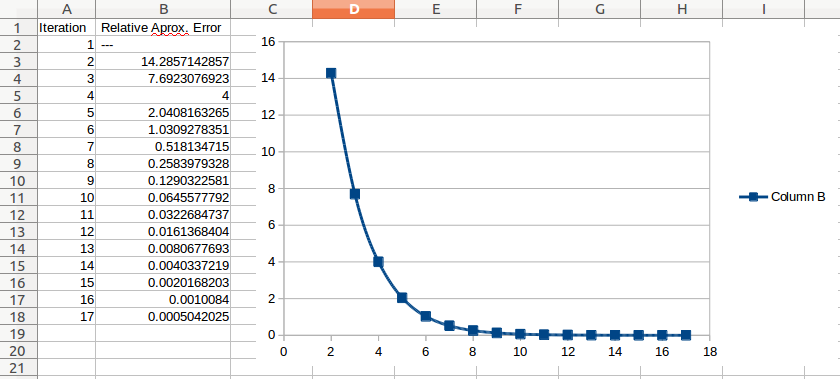 A B C D E F G H I
1 Iteration Relative Aprox. Error
2 1 ---
3 2 14.2857142857
4 3 7.6923076923
5 4 4
6 5 2.0408163265
7 6 1.0309278351
8 7 0.518134715
9 8 0.2583979328
10 9 0.1290322581
11 10 0.0645577792
12 11 0.0322684737
13 12 0.0161368404
14 13 0.0080677693
15 14 0.0040337219
16 15 0.0020168203
17 16 0.0010084
18 17 0.0005042025
19
20
21
16
14
12
10
8
6
4
2
0
0 2 4 6 8 10 12 14 16 18
Column B